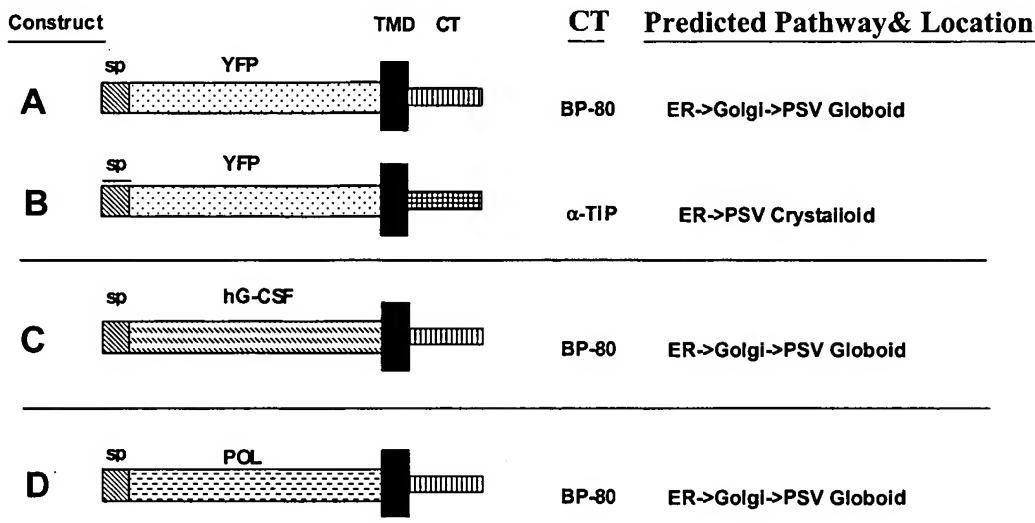 Construct TMD CT CT Predicted Pathway& Location
sp YFP
A BP-80 ER->Golgi->PSV Globoid
sp YFP
B α-TIP ER->PSV Crystalloid
sp hG-CSF
C BP-80 ER->Golgi->PSV Globoid
sp POL
D BP-80 ER->Golgi->PSV Globoid